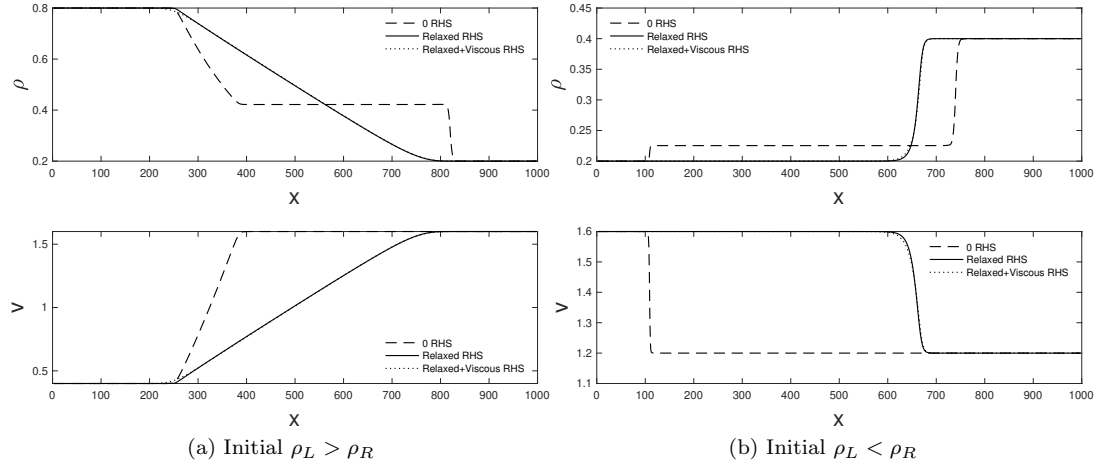 0.8
0.6
0.4
0.2
ρ
0 RHS
Relaxed RHS
Relaxed+Viscous RHS
0 100 200 300 400 500 600 700 800 900 1000
X
1.5
1
0.5
V
0 RHS
Relaxed RHS
Relaxed+Viscous RHS
0 100 200 300 400 500 600 700 800 900 1000
X
(a) Initial ρL > ρR
0.45
0.4
0.35
0.3
0.25
0.2
0.2
ρ
0 RHS
Relaxed RHS
Relaxed+Viscous RHS
0 100 200 300 400 500 600 700 800 900 1000
X
1.6
1.5
1.4
1.3
1.2
1.1
V
0 RHS
Relaxed RHS
Relaxed+Viscous RHS
0 100 200 300 400 500 600 700 800 900 1000
X
(b) Initial ρL < ρR